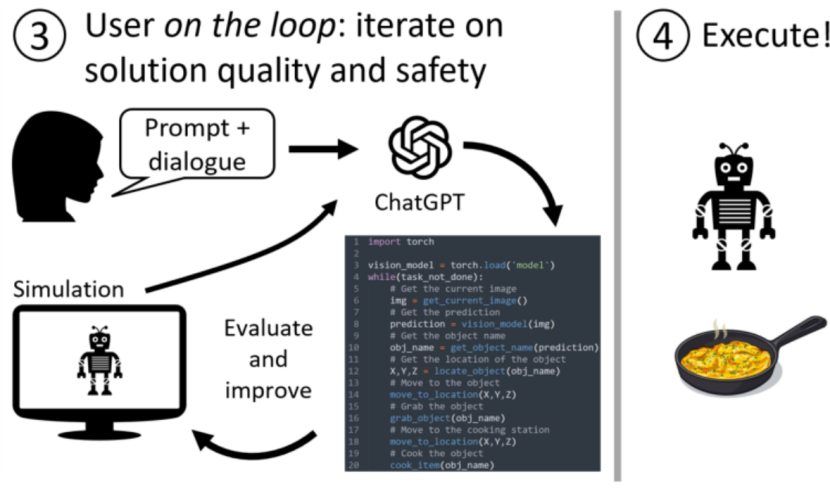 3 User on the loop: iterate on
solution quality and safety
Prompt +
dialogue
ChatGPT
Simulation
Evaluate
and
improve
1 import torch
2
3 vision_model = torch.load('model')
4 while(task_not_done):
5 # Get the current image
6 img = get_current_image()
7 # Get the prediction
8 prediction = vision_model(img)
9 # Get the object name
10 obj_name = get_object_name(prediction)
11 # Get the location of the object
12 X,Y,Z = locate_object(obj_name)
13 # Move to the object
14 move_to_location(X,Y,Z)
15 # Grab the object
16 grab_object(obj_name)
17 # Move to the cooking station
18 move_to_location(X,Y,Z)
19 # Cook the object
20 cook_item(obj_name)
4 Execute!